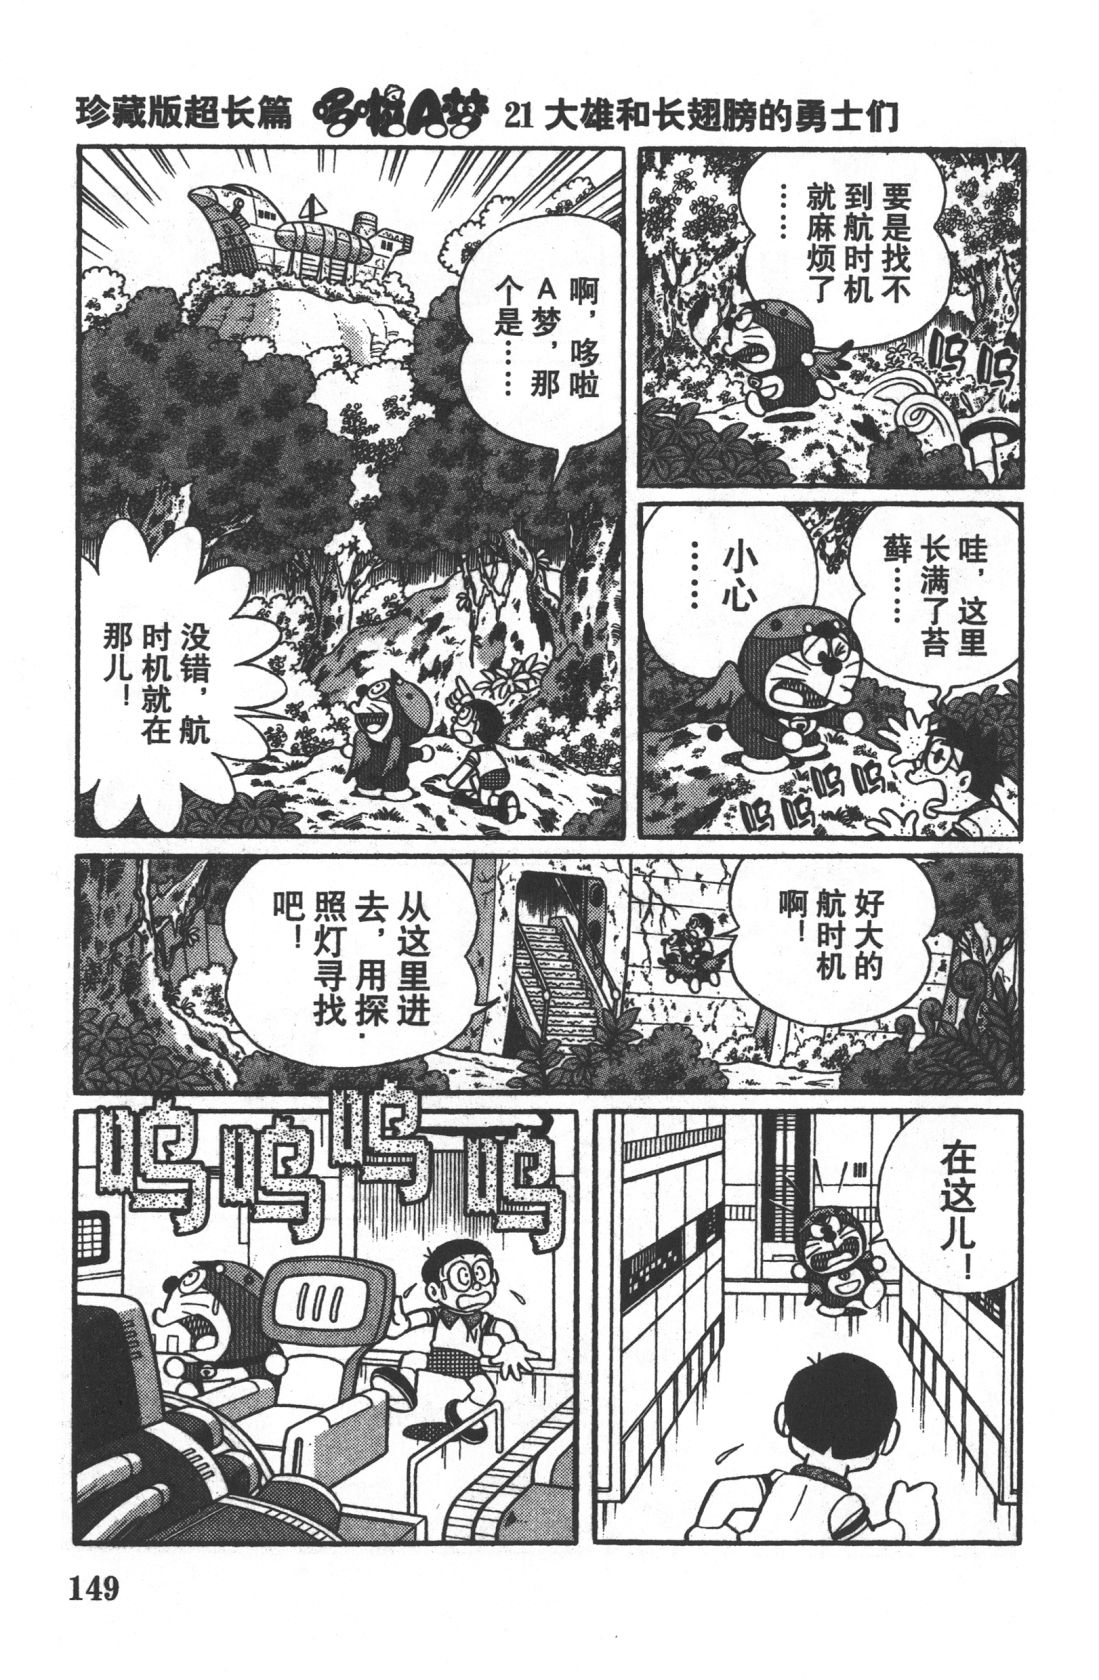 珍藏版超长篇 哆啦A梦 21 大雄和长翅膀的勇士们
要是找不
到航时机
就麻烦了
……
呜
呜
啊，哆啦
A梦，那
个是……
没错，航
时机就在
那儿！
哇，这里
长满了苔
藓……
小心
……
呜
呜
呜
呜
好大的
航时机
啊！
从这里进
去，用探·
照灯寻找
吧！
在这儿！
呜
呜
呜
呜
149